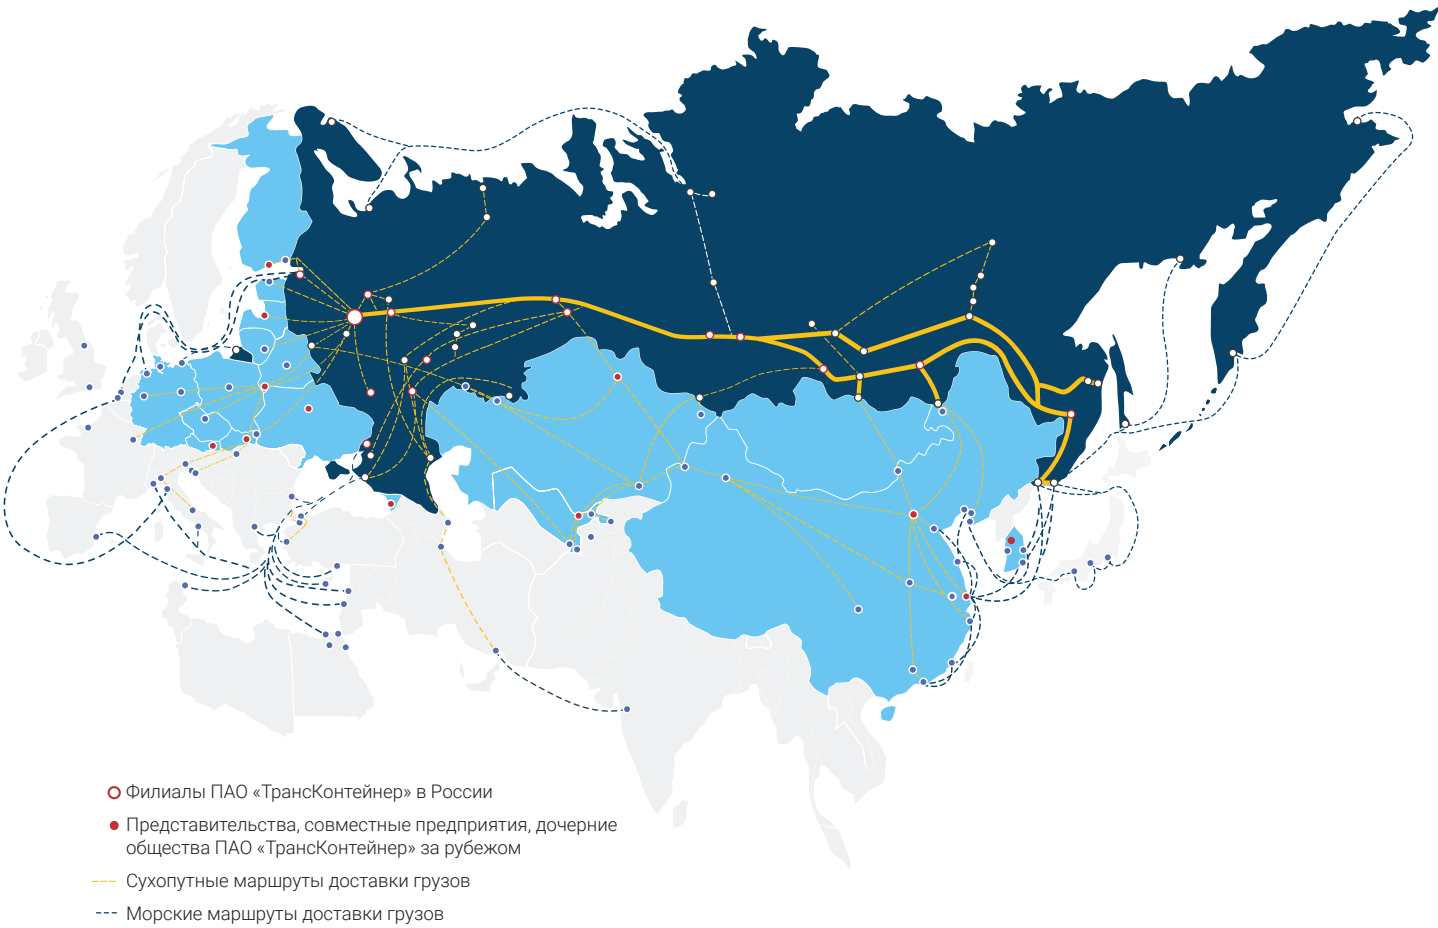 Филиалы ПАО «ТрансКонтейнер» в России
Представительства, совместные предприятия, дочерние
общества ПАО «ТрансКонтейнер» за рубежом
Сухопутные маршруты доставки грузов
Морские маршруты доставки грузов